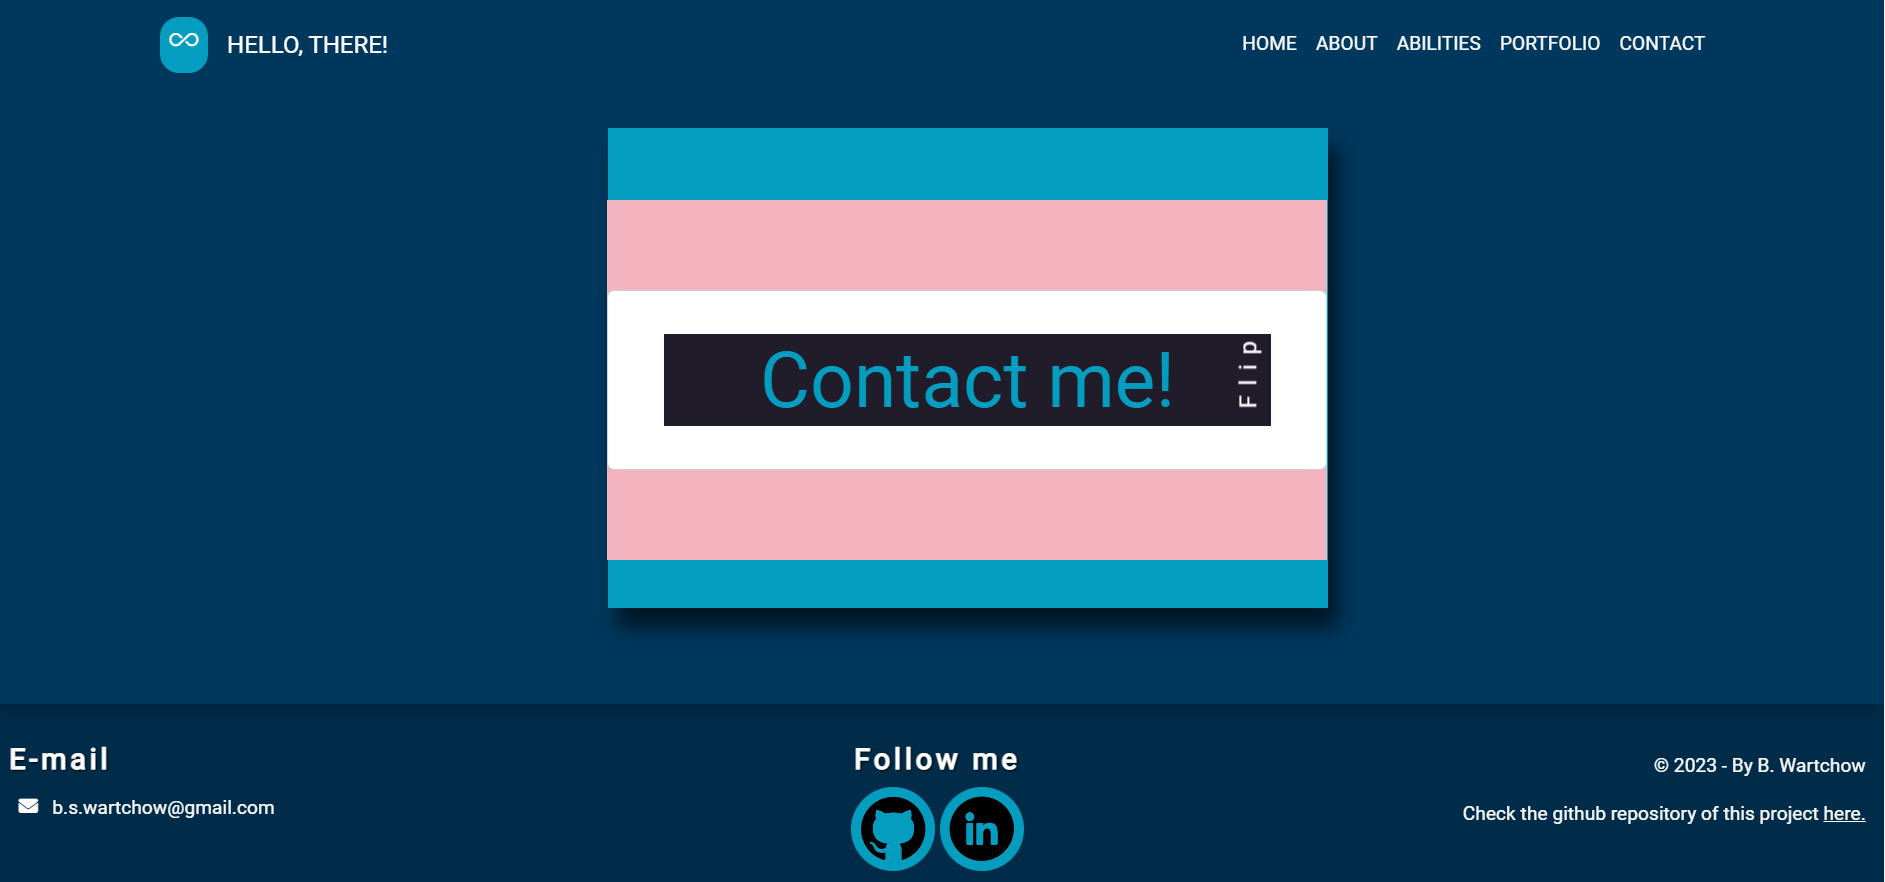 HELLO, THERE!
HOME ABOUT ABILITIES PORTFOLIO CONTACT
Contact me!
Flip
E-mail
b.s.wartchow@gmail.com
Follow me
in
© 2023 - By B. Wartchow
Check the github repository of this project here.